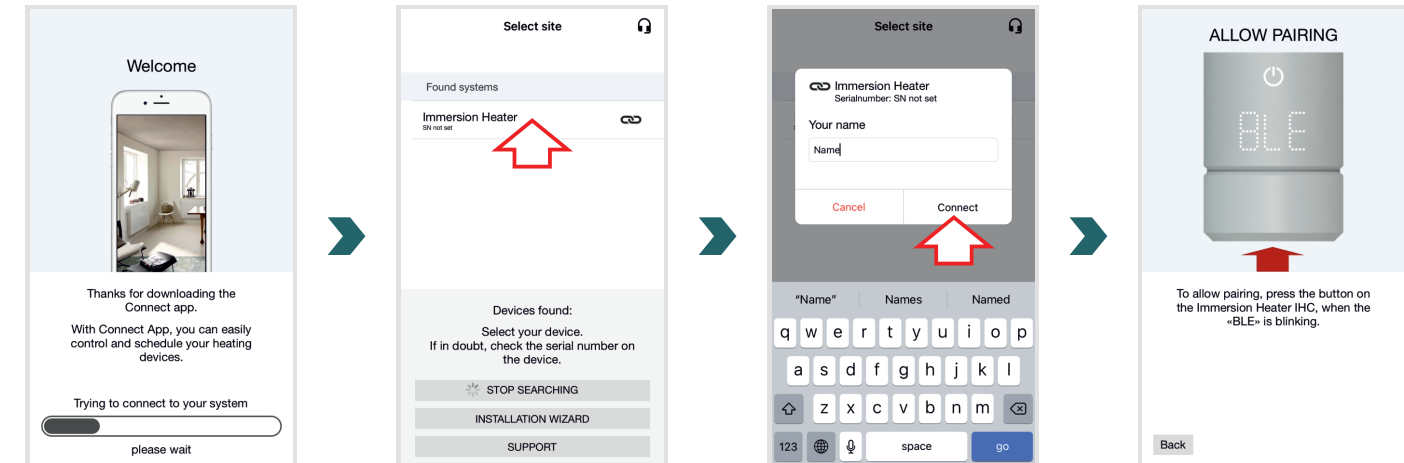 Welcome
Thanks for downloading the
Connect app.
With Connect App, you can easily
control and schedule your heating
devices.
Trying to connect to your system
please wait
Select site
Found systems
Immersion Heater
SN not set
Devices found:
Select your device.
If in doubt, check the serial number on
the device.
STOP SEARCHING
INSTALLATION WIZARD
SUPPORT
Select site
Immersion Heater
Serialnumber: SN not set
Your name
Name
Cancel
Connect
“Name” Names Named
q w e r t y u i o p
a s d f g h j k l
z x c v b n m
123 space go
ALLOW PAIRING
BLE
To allow pairing, press the button on
the Immersion Heater IHC, when the
«BLE» is blinking.
Back